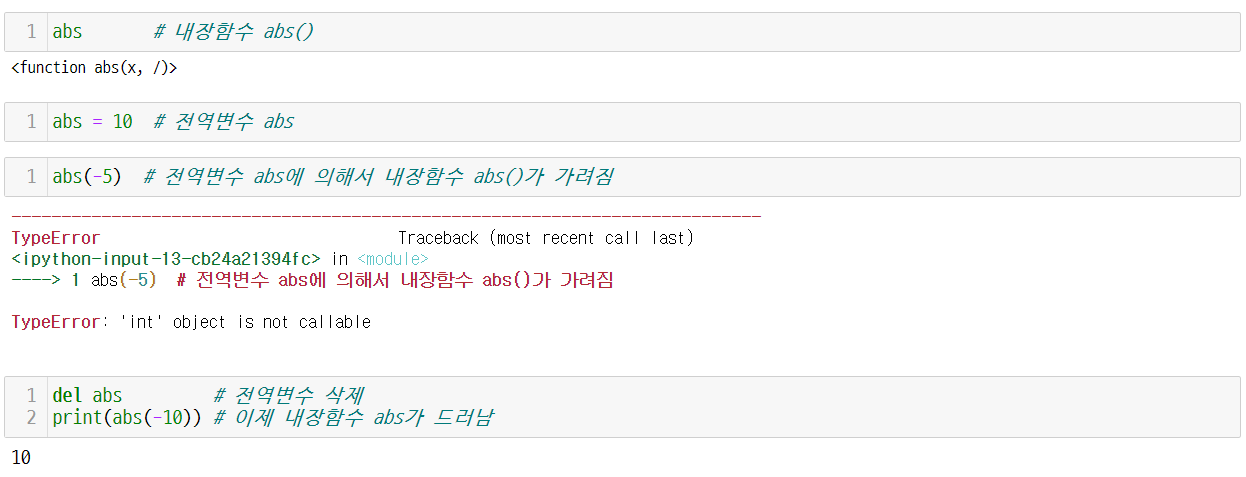 1 abs # 내장함수 abs()
<function abs(x, /)>
1 abs = 10 # 전역변수 abs
1 abs(-5) # 전역변수 abs에 의해서 내장함수 abs()가 가려짐
---------------------------------------------------------------------------
TypeError Traceback (most recent call last)
<ipython-input-13-cb24a21394fc> in <module>
----> 1 abs(-5) # 전역변수 abs에 의해서 내장함수 abs()가 가려짐
TypeError: 'int' object is not callable
1 del abs # 전역변수 삭제
2 print(abs(-10)) # 이제 내장함수 abs가 드러남
10